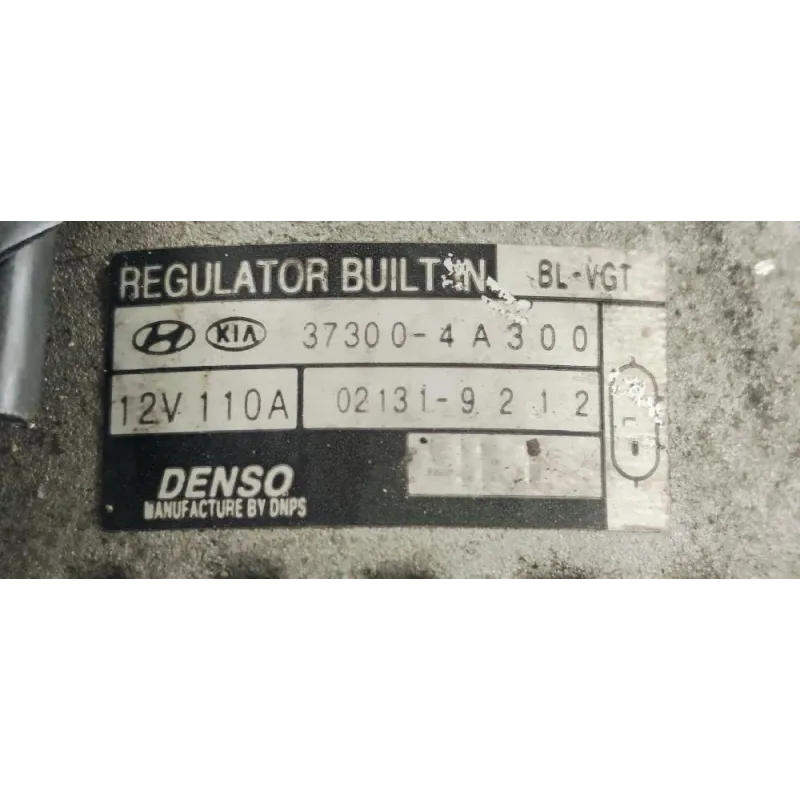 REGULATOR BUILT IN BL-VGT
KIA 37300-4A300
12V 110A 02131-9212
DENSO
MANUFACTURE BY DNPS